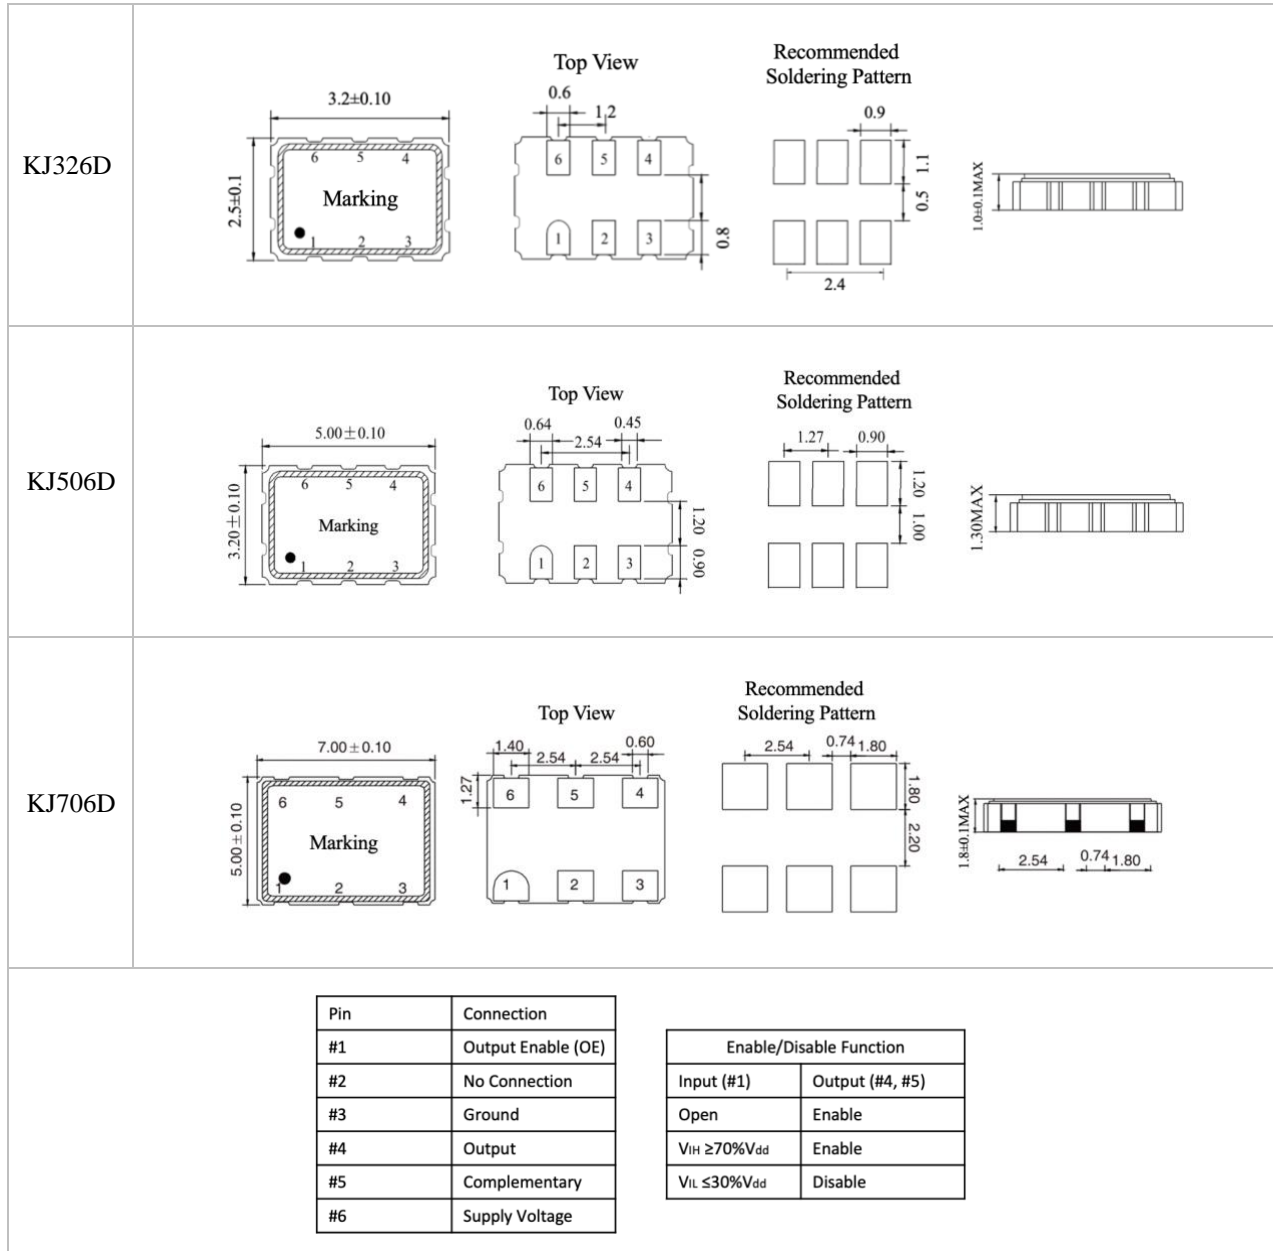 KJ326D
3.2±0.10
2.5±0.1
6 5 4
Marking
1 2 3
Top View
0.6
1.2
6 5 4
1 2 3
0.8
Recommended
Soldering Pattern
0.9
1.1
0.5
2.4
1.0±0.1MAX
KJ506D
5.00±0.10
3.20±0.10
6 5 4
Marking
1 2 3
Top View
0.64 0.45
2.54
6 5 4
1.20
1 2 3
0.90
Recommended
Soldering Pattern
1.27 0.90
1.20
1.00
1.30MAX
KJ706D
7.00±0.10
5.00±0.10
6 5 4
Marking
1 2 3
Top View
1.40 2.54 2.54 0.60
1.27
6 5 4
1 2 3
Recommended
Soldering Pattern
2.54 0.74 1.80
1.80
2.20
1.8±0.1MAX
2.54 0.74 1.80
Pin Connection
#1 Output Enable (OE)
#2 No Connection
#3 Ground
#4 Output
#5 Complementary
#6 Supply Voltage
Enable/Disable Function
Input (#1) Output (#4, #5)
Open Enable
VIH ≥70%Vdd Enable
VIL ≤30%Vdd Disable